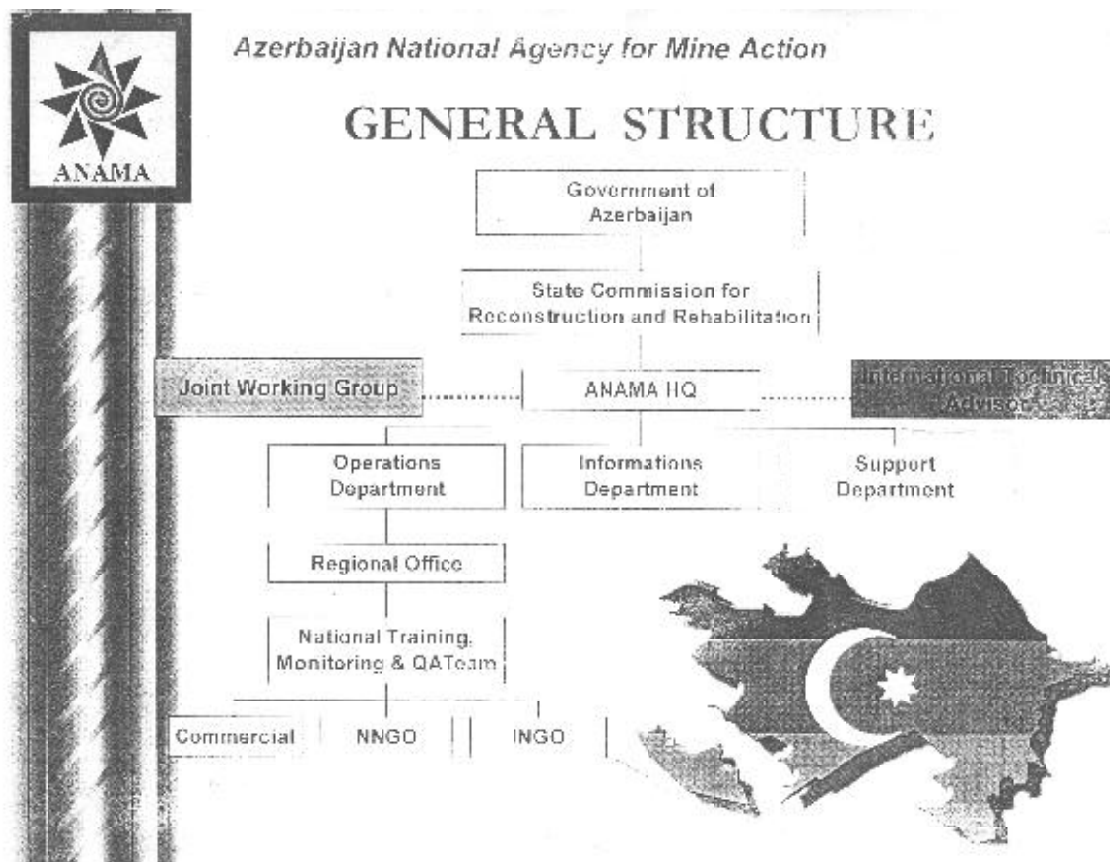 Azerbaijan National Agency for Mine Action
ANAMA
GENERAL STRUCTURE
Government of
Azerbaijan
State Commission for
Reconstruction and Rehabilitation
Joint Working Group
ANAMA HQ
International Technical
Advisor
Operations
Department
Informations
Department
Support
Department
Regional Office
National Training,
Monitoring & QATeam
Commercial
NNGO
INGO